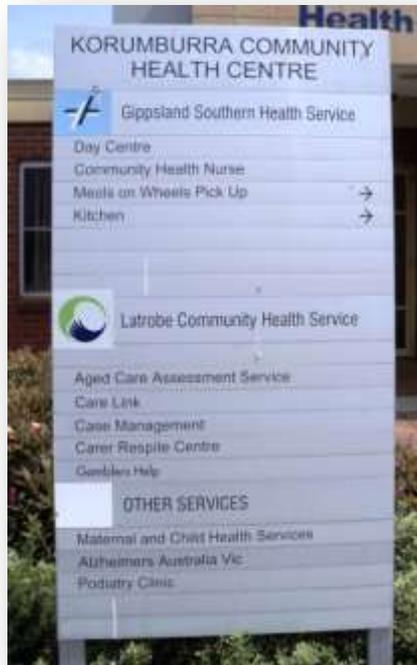 Health
KORUMBURRA COMMUNITY
HEALTH CENTRE
Gippsland Southern Health Service
Day Centre
Community Health Nurse
Meals on Wheels Pick Up →
Kitchen →
Latrobe Community Health Service
Aged Care Assessment Service
Care Link
Case Management
Carer Respite Centre
Gamblers Help
OTHER SERVICES
Maternal and Child Health Services
Alzheimers Australia Vic
Podiatry Clinic